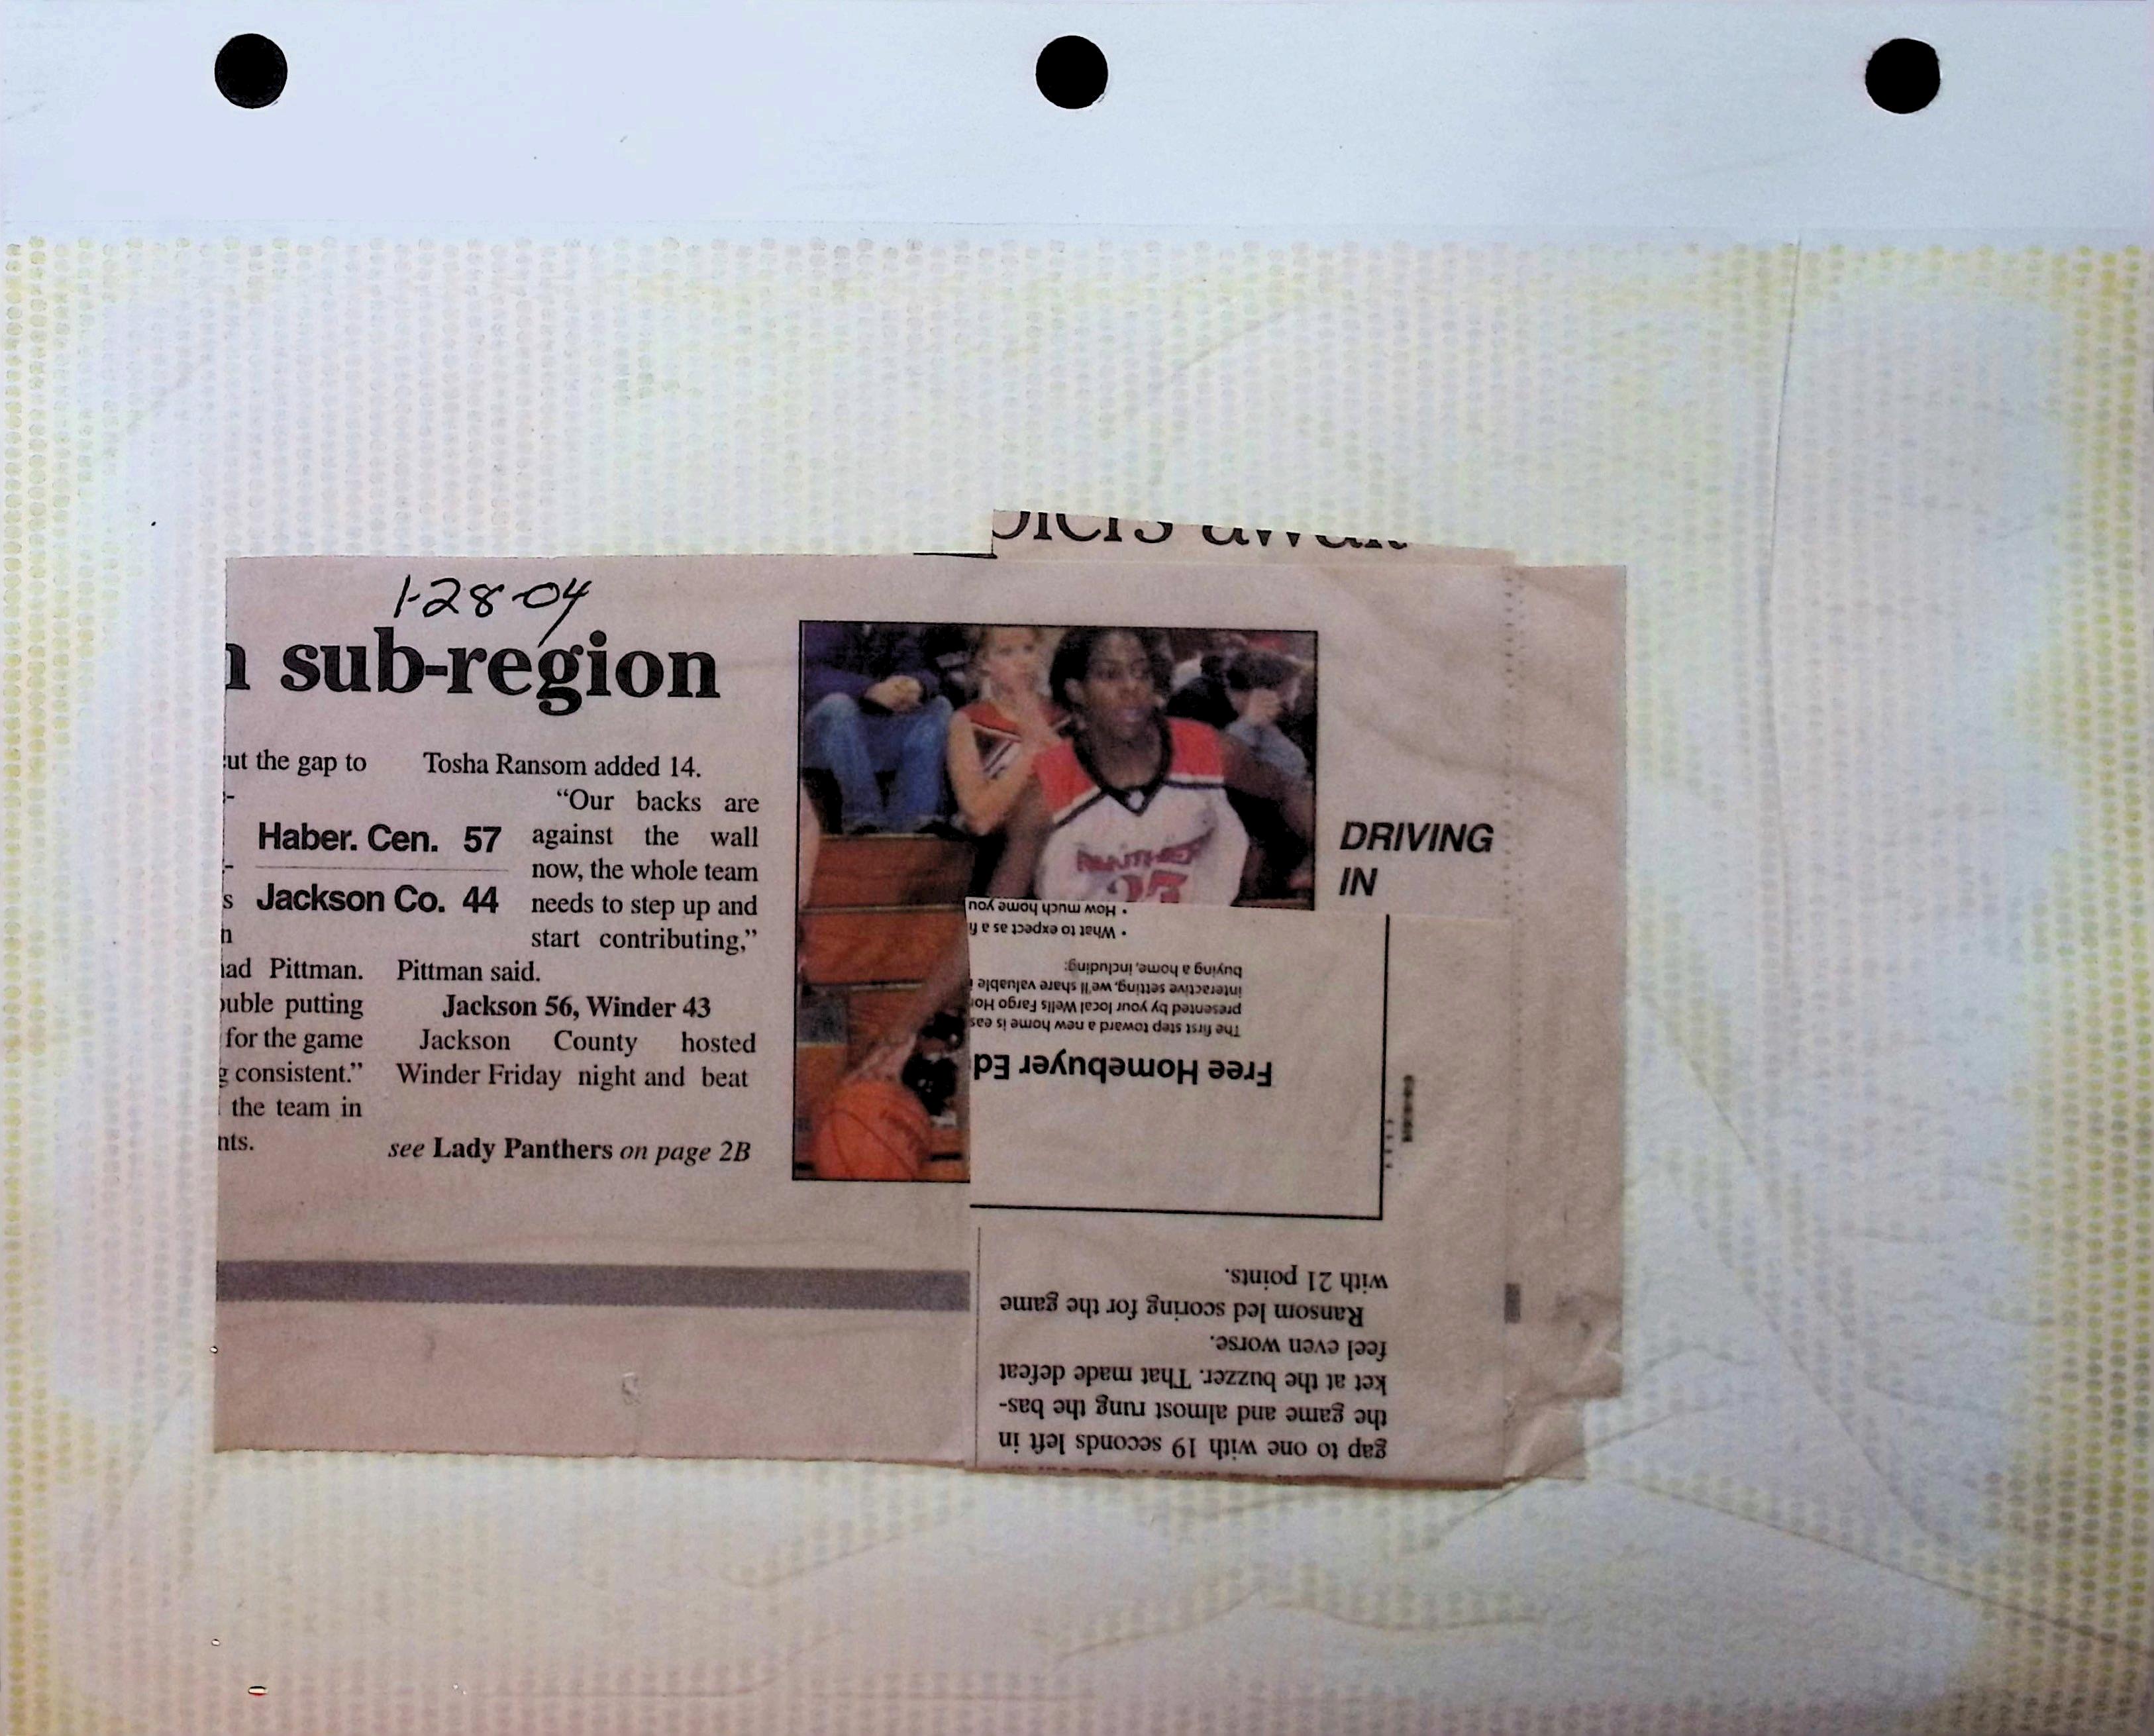 1-28-04
sub-region
ut the gap to
Haber. Cen. 57
Jackson Co. 44
s
n
ad Pittman.
uble putting
for the game
g consistent.”
the team in
nts.
Tosha Ransom added 14.
“Our backs are
against the wall
now, the whole team
needs to step up and
start contributing,”
Pittman said.
Jackson 56, Winder 43
Jackson County hosted
Winder Friday night and beat
see Lady Panthers on page 2B
DRIVING
IN
Free Homebuyer Ed
The first step toward a new home is eas
presented by your local Wells Fargo Ho
interactive setting, we'll share valuable
buying a home, including:
• What to expect as a fi
• How much home you
gap to one with 19 seconds left in
the game and almost rung the bas-
ket at the buzzer. That made defeat
feel even worse.
Ransom led scoring for the game
with 21 points.